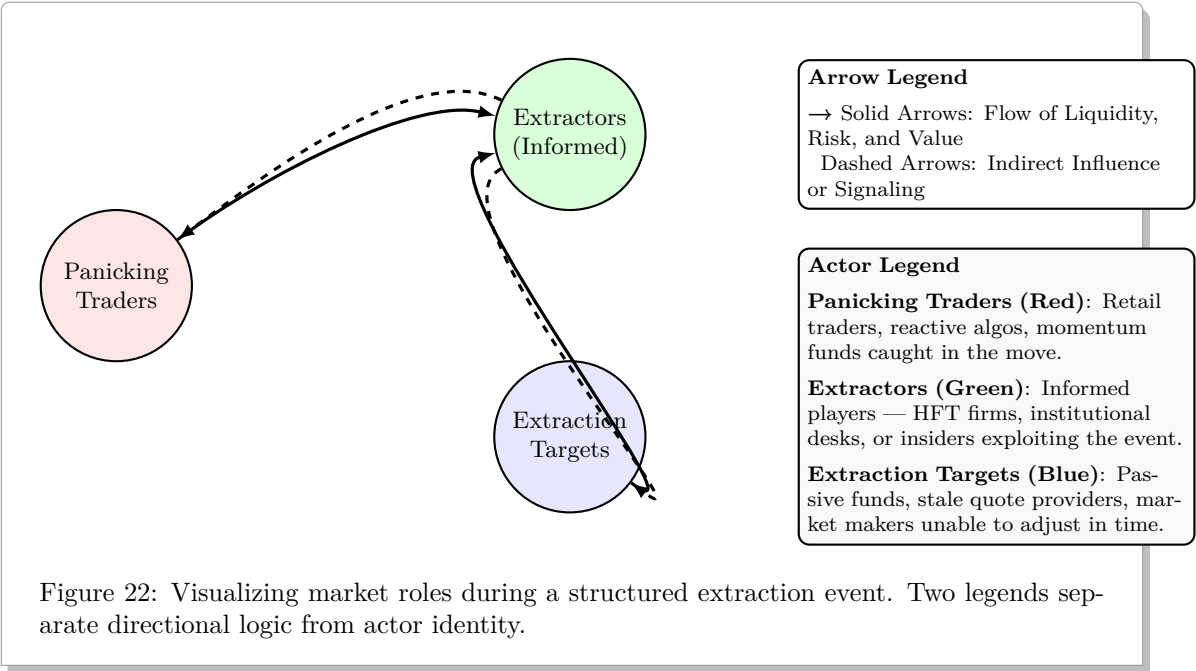 Extractors
(Informed)
Panicking
Traders
Extraction
Targets
Arrow Legend
→ Solid Arrows: Flow of Liquidity,
Risk, and Value
Dashed Arrows: Indirect Influence
or Signaling
Actor Legend
Panicking Traders (Red): Retail
traders, reactive algos, momentum
funds caught in the move.
Extractors (Green): Informed
players — HFT firms, institutional
desks, or insiders exploiting the event.
Extraction Targets (Blue): Pas-
sive funds, stale quote providers, mar-
ket makers unable to adjust in time.
Figure 22: Visualizing market roles during a structured extraction event. Two legends sep-
arate directional logic from actor identity.